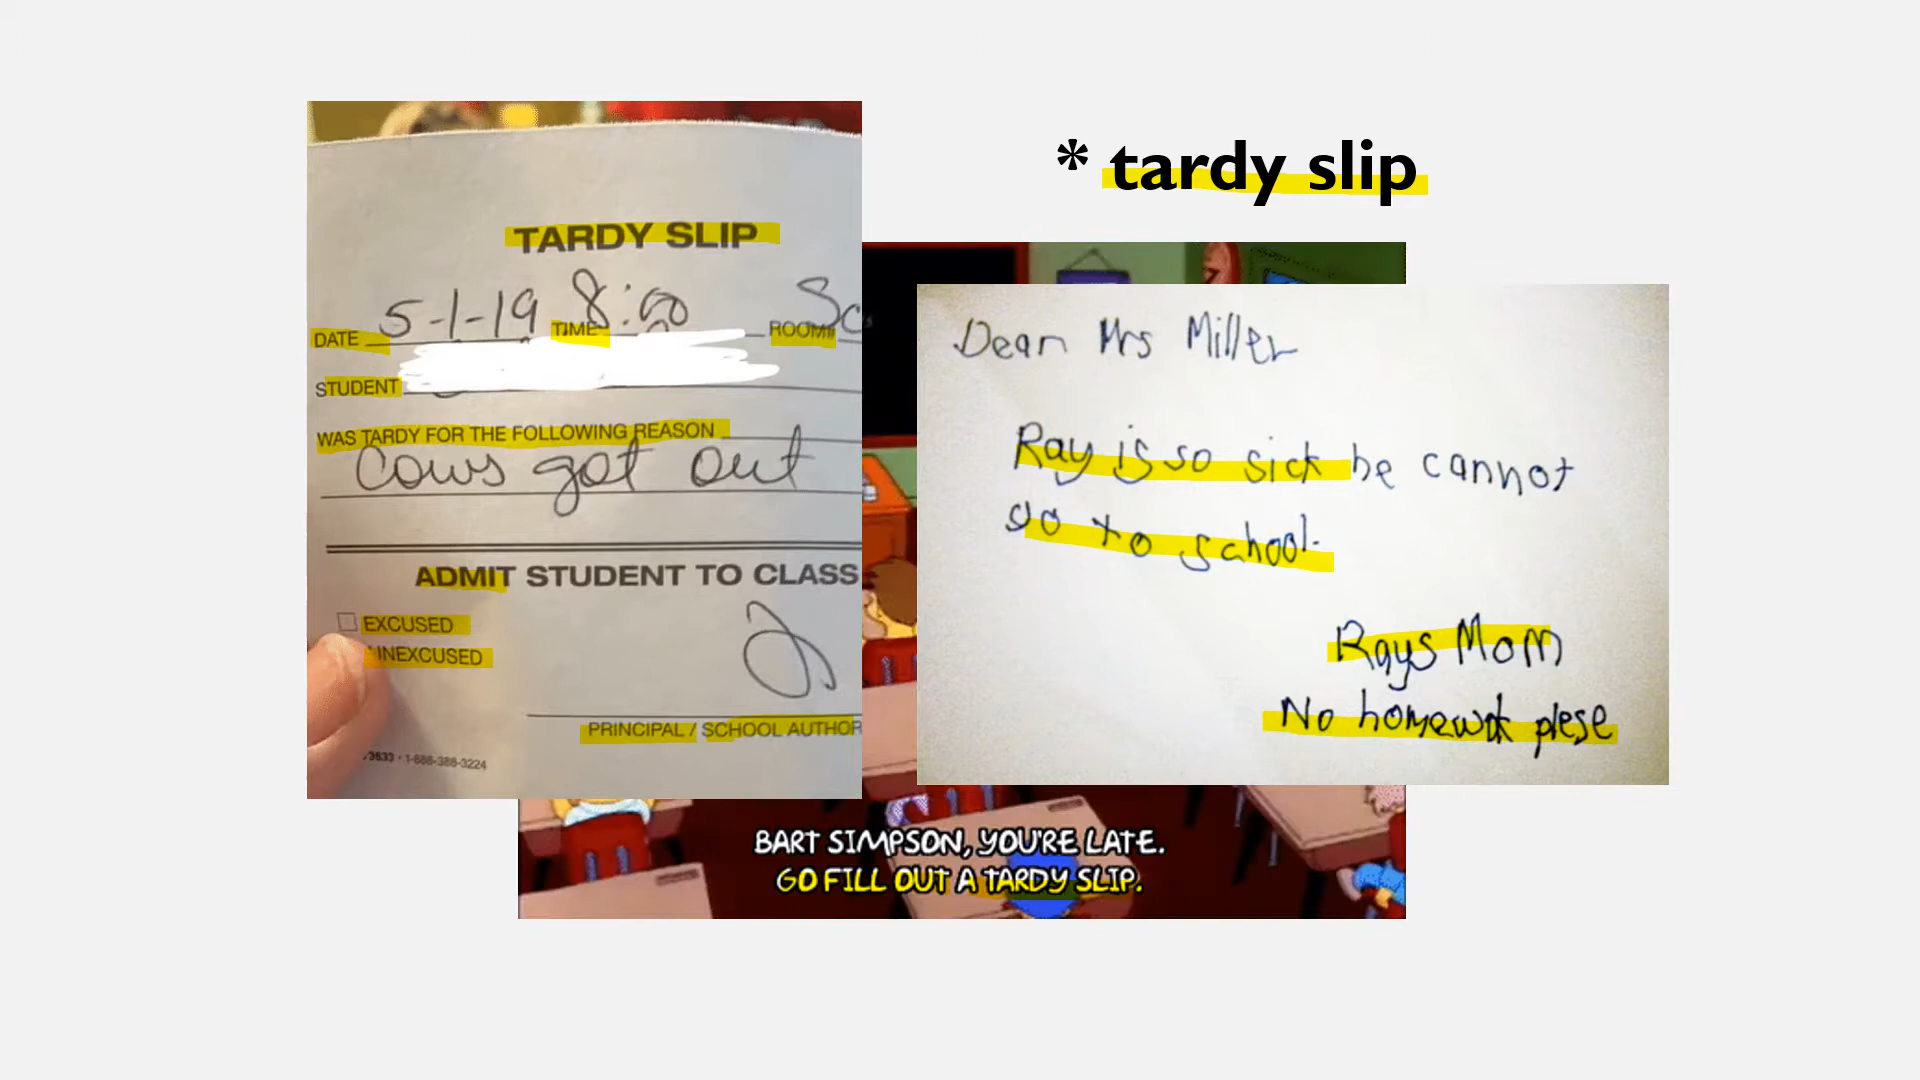 * tardy slip
TARDY SLIP
DATE 5-1-19 TIME 8:50 ROOM#
STUDENT
WAS TARDY FOR THE FOLLOWING REASON
Cows got out
ADMIT STUDENT TO CLASS
EXCUSED
UNEXCUSED
PRINCIPAL / SCHOOL AUTHOR
3633 • 1-888-388-3224
Dear Mrs Miller
Ray is so sick he cannot
go to school.
Rays Mom
No homewok plese
BART SIMPSON, YOU'RE LATE.
GO FILL OUT A TARDY SLIP.